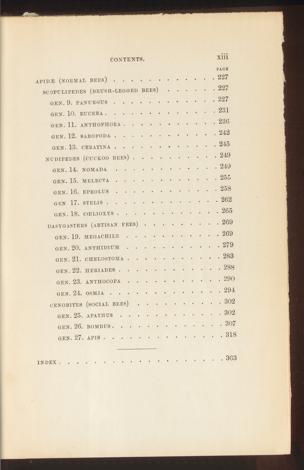 CONTENTS. xiii
PAGE
APIDÆ (NORMAL BEES) . . . . . . . . . . . . 227
SCOPULIPEDES (BRUSH-LEGGED BEES) . . . . . . 227
GEN. 9. PANURGUS . . . . . . . . . . . . 227
GEN. 10. EUCERA . . . . . . . . . . . . 231
GEN. 11. ANTHOPHORA . . . . . . . . . . . 236
GEN. 12. SAROPODA . . . . . . . . . . . . 242
GEN. 13. CERATINA . . . . . . . . . . . . 245
NUDIPEDES (CUCKOO BEES) . . . . . . . . . . 249
GEN. 14. NOMADA . . . . . . . . . . . . 249
GEN. 15. MELECTA . . . . . . . . . . . . 255
GEN. 16. EPEOLUS . . . . . . . . . . . . 258
GEN 17. STELIS . . . . . . . . . . . . 262
GEN. 18. CŒLIOXYS . . . . . . . . . . . . 265
DASYGASTERS (ARTISAN BEES) . . . . . . . . . 269
GEN. 19. MEGACHILE . . . . . . . . . . . 269
GEN. 20. ANTHIDIUM . . . . . . . . . . . 279
GEN. 21. CHELOSTOMA . . . . . . . . . . . 283
GEN. 22. HERIADES . . . . . . . . . . . . 288
GEN. 23. ANTHOCOPA . . . . . . . . . . . 290
GEN. 24. OSMIA . . . . . . . . . . . . 294
CENOBITES (SOCIAL BEES) . . . . . . . . . . 302
GEN. 25. APATHUS . . . . . . . . . . . . 302
GEN. 26. BOMBUS . . . . . . . . . . . . 307
GEN. 27. APIS . . . . . . . . . . . . 318
INDEX . . . . . . . . . . . . . . . . . 363